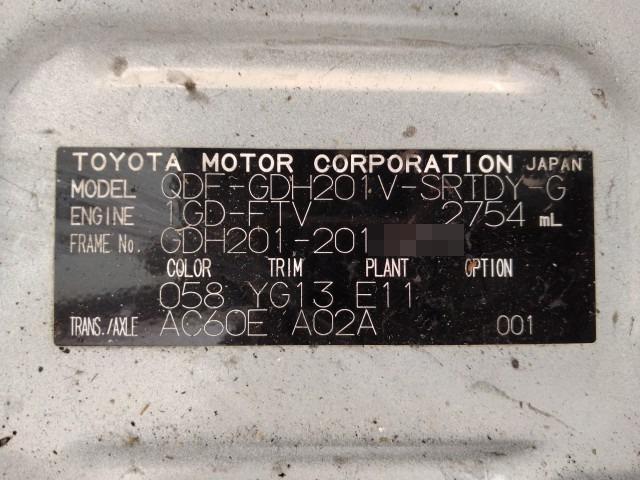 TOYOTA MOTOR CORPORATION JAPAN
MODEL QDF-GDH201V-SRTDY-G
ENGINE 1GD-FTV 2754 mL
FRAME No. GDH201-201
COLOR TRIM PLANT OPTION
058 YG13 E11
TRANS./AXLE AC60E A02A 001